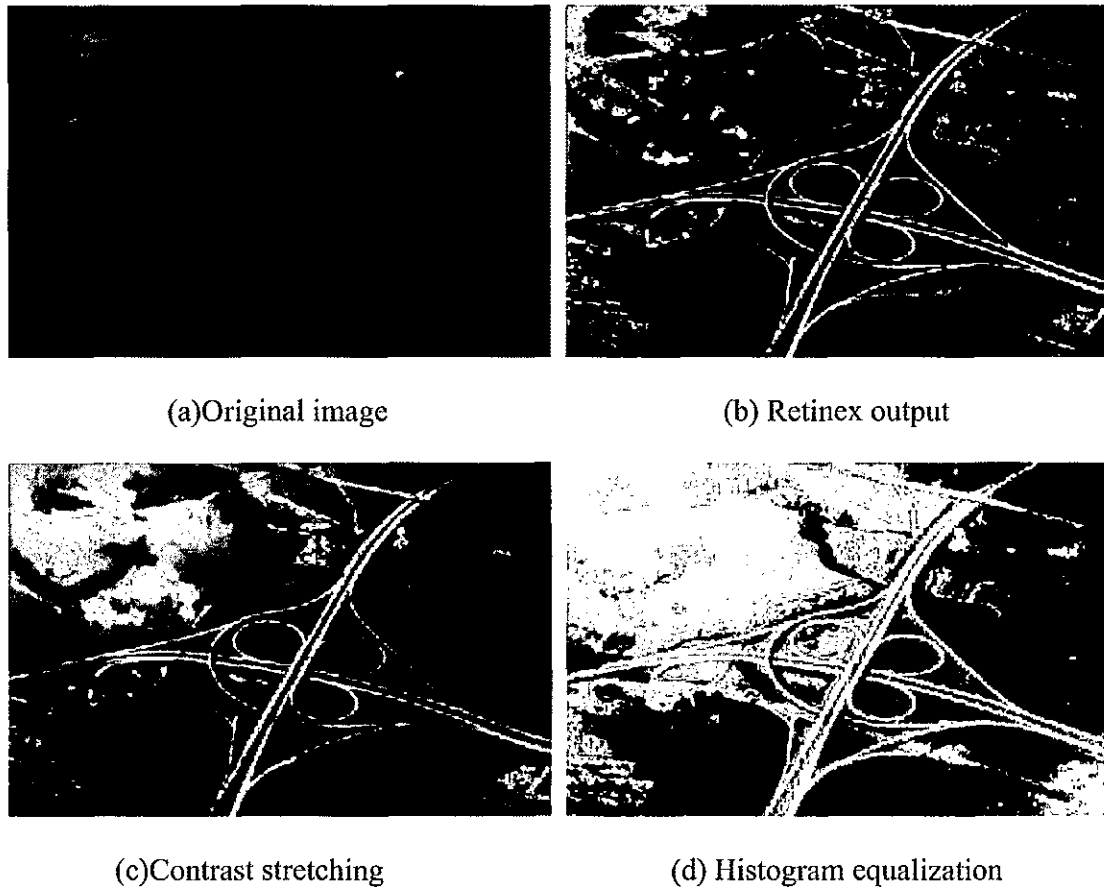 (a)Original image
(b) Retinex output
(c)Contrast stretching
(d) Histogram equalization